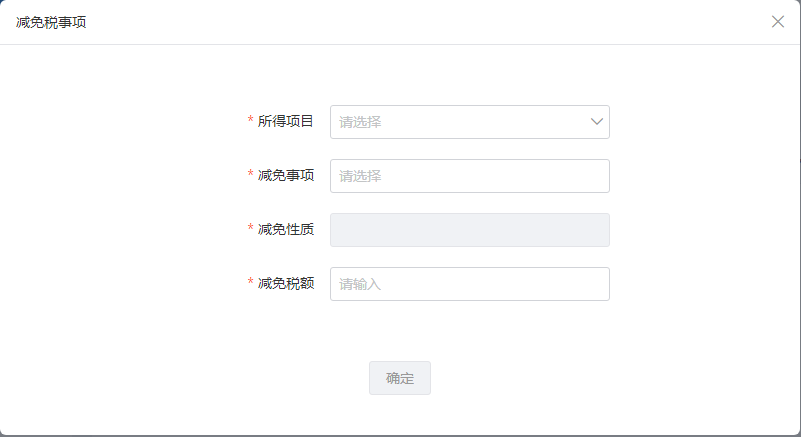 减免税事项
* 所得项目 请选择
* 减免事项 请选择
* 减免性质
* 减免税额 请输入
确定